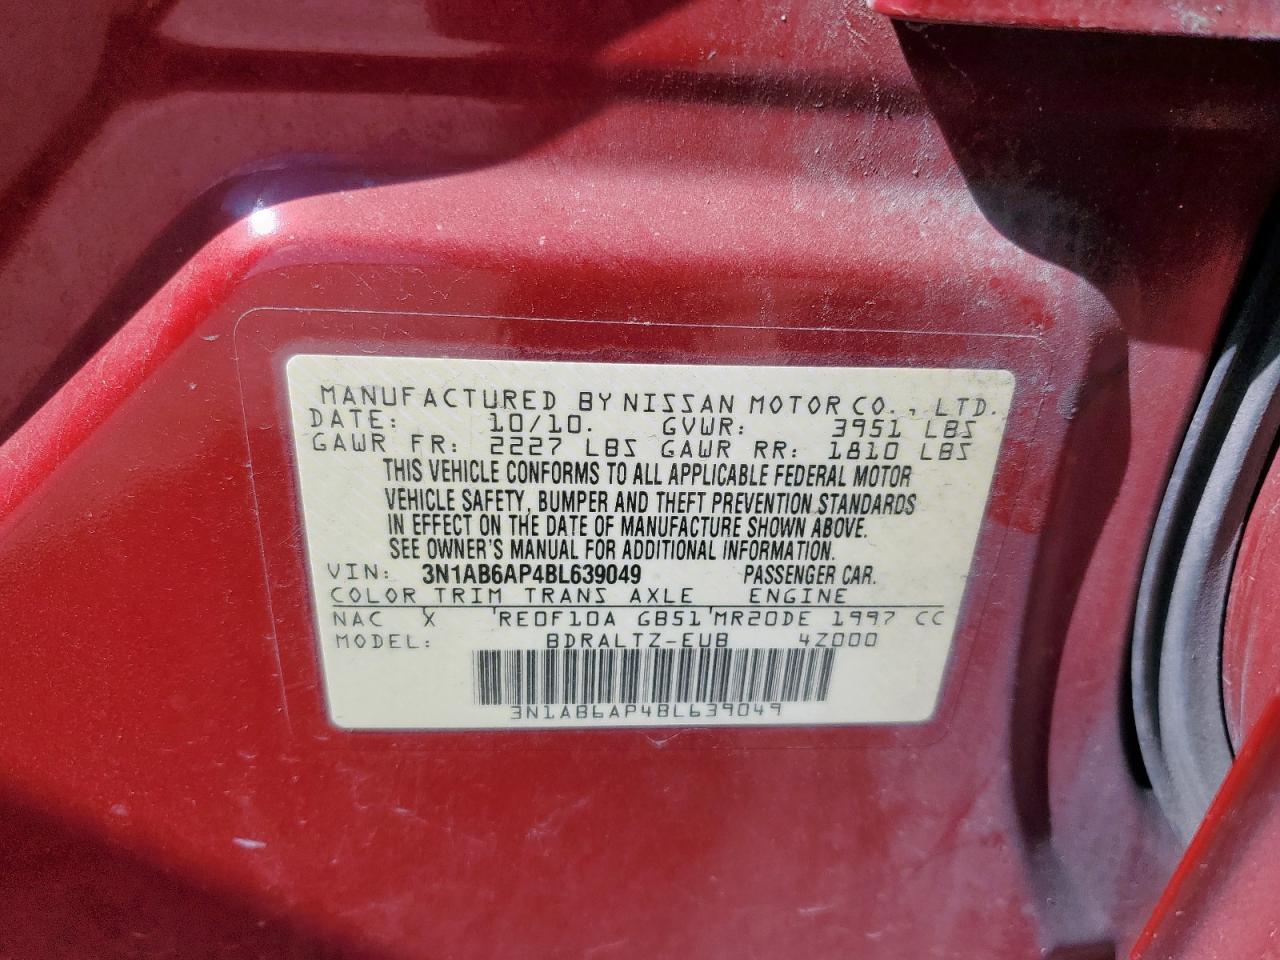 MANUFACTURED BY NISSAN MOTOR CO., LTD.
DATE: 10/10. GVWR: 3951 LBS
GAWR FR: 2227 LBS GAWR RR: 1810 LBS
THIS VEHICLE CONFORMS TO ALL APPLICABLE FEDERAL MOTOR
VEHICLE SAFETY, BUMPER AND THEFT PREVENTION STANDARDS
IN EFFECT ON THE DATE OF MANUFACTURE SHOWN ABOVE.
SEE OWNER'S MANUAL FOR ADDITIONAL INFORMATION.
VIN: 3N1AB6AP4BL639049 PASSENGER CAR.
COLOR TRIM TRANS AXLE ENGINE
NAC X 'RE0F10A GB51'MR20DE 1997 CC
MODEL: BDRALTZ-EUB 4Z000
3N1AB6AP4BL639049